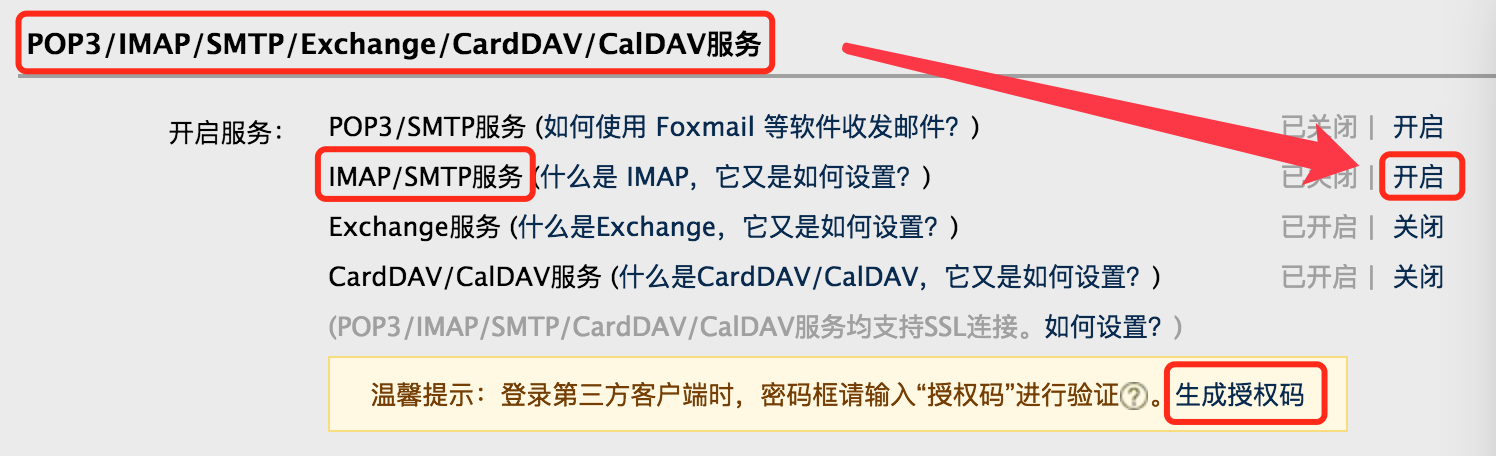 POP3/IMAP/SMTP/Exchange/CardDAV/CalDAV服务
开启服务： POP3/SMTP服务 (如何使用 Foxmail 等软件收发邮件？) 已关闭 | 开启
IMAP/SMTP服务 (什么是 IMAP，它又是如何设置？) 已关闭 | 开启
Exchange服务 (什么是Exchange，它又是如何设置？) 已开启 | 关闭
CardDAV/CalDAV服务 (什么是CardDAV/CalDAV，它又是如何设置？) 已开启 | 关闭
(POP3/IMAP/SMTP/CardDAV/CalDAV服务均支持SSL连接。如何设置？)
温馨提示：登录第三方客户端时，密码框请输入“授权码”进行验证?。生成授权码